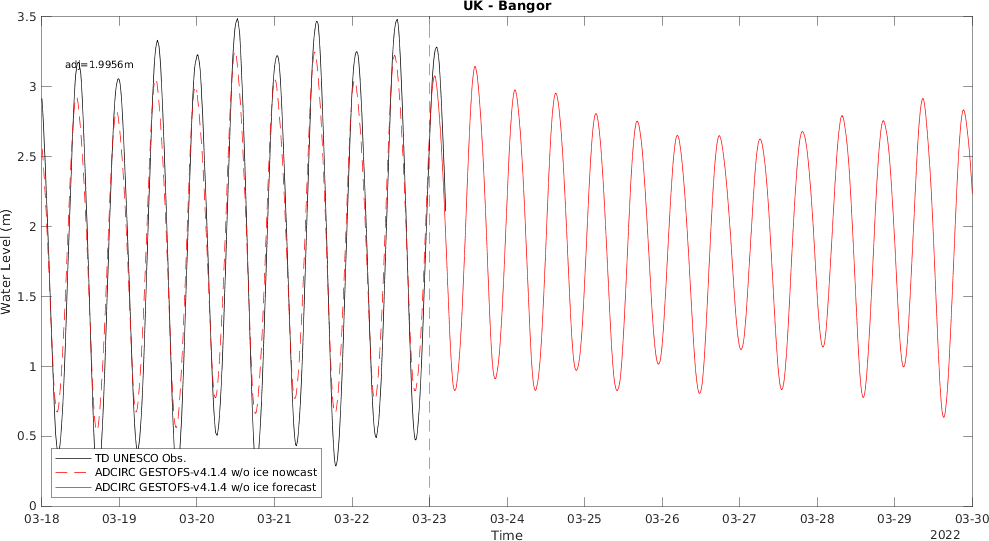 UK - Bangor
3.5
3
2.5
2
1.5
1
0.5
0
Water Level (m)
adj=1.9956m
TD UNESCO Obs.
ADCIRC GESTOFS-v4.1.4 w/o ice nowcast
ADCIRC GESTOFS-v4.1.4 w/o ice forecast
03-18 03-19 03-20 03-21 03-22 03-23 03-24 03-25 03-26 03-27 03-28 03-29 03-30
Time
2022